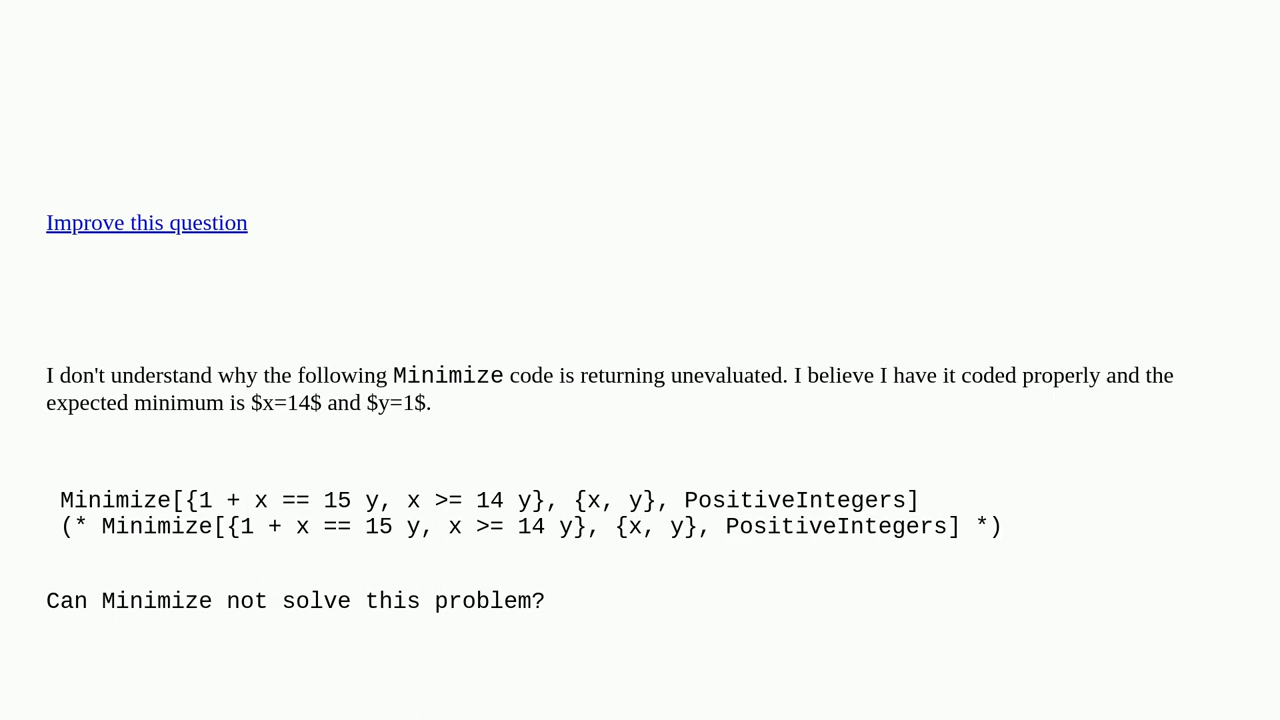 Improve this question
I don't understand why the following Minimize code is returning unevaluated. I believe I have it coded properly and the
expected minimum is $x=14$ and $y=1$.
Minimize[{1 + x == 15 y, x >= 14 y}, {x, y}, PositiveIntegers]
(* Minimize[{1 + x == 15 y, x >= 14 y}, {x, y}, PositiveIntegers] *)
Can Minimize not solve this problem?